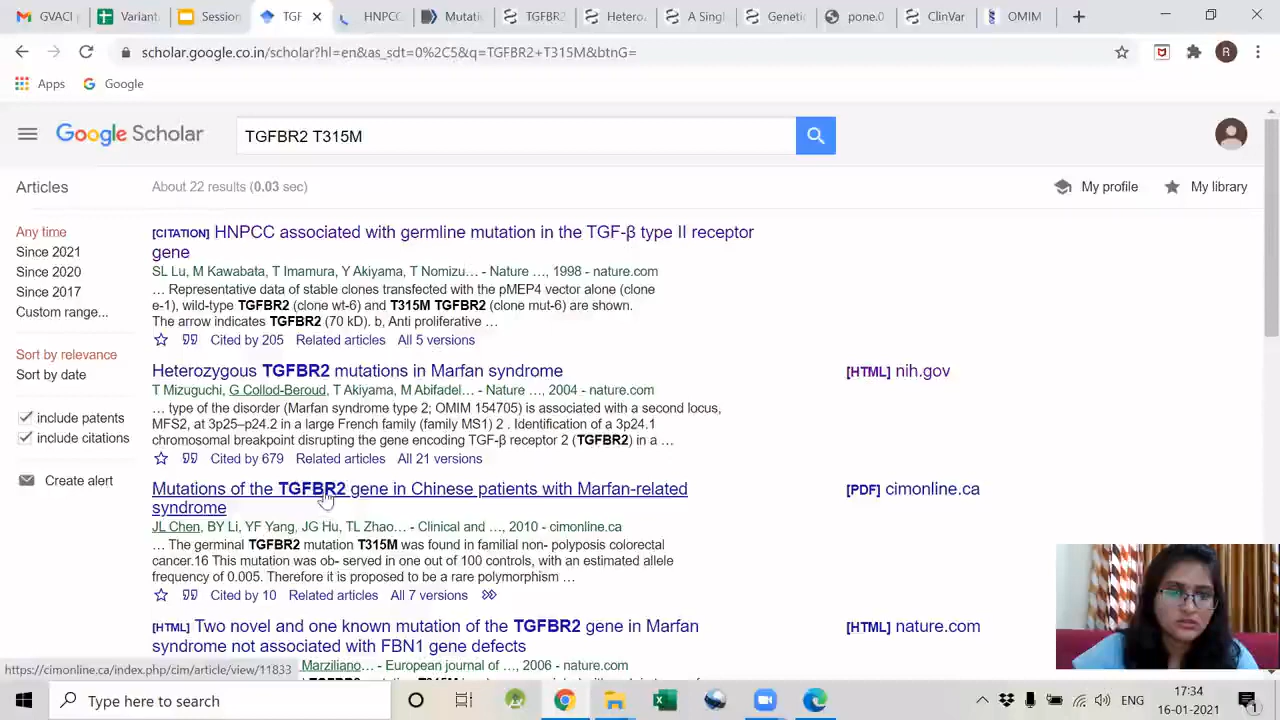 GVACI
Variant
Session
TGF
HNPCC
Mutati
TGFBR2
Hetero
A Singl
Genet
pone.0
ClinVar
OMIM
scholar.google.co.in/scholar?hl=en&as_sdt=0%2C5&q=TGFBR2+T315M&btnG=
R
Apps
Google
Google Scholar
TGFBR2 T315M
Articles
About 22 results (0.03 sec)
My profile
My library
Any time
Since 2021
Since 2020
Since 2017
Custom range...
Sort by relevance
Sort by date
include patents
include citations
Create alert
[CITATION] HNPCC associated with germline mutation in the TGF-β type II receptor
gene
SL Lu, M Kawabata, T Imamura, Y Akiyama, T Nomizu… - Nature …, 1998 - nature.com
… Representative data of stable clones transfected with the pMEP4 vector alone (clone
e-1), wild-type TGFBR2 (clone wt-6) and T315M TGFBR2 (clone mut-6) are shown.
The arrow indicates TGFBR2 (70 kD). b, Anti proliferative …
Cited by 205 Related articles All 5 versions
Heterozygous TGFBR2 mutations in Marfan syndrome
[HTML] nih.gov
T Mizuguchi, G Collod-Beroud, T Akiyama, M Abifadel… - Nature …, 2004 - nature.com
… type of the disorder (Marfan syndrome type 2; OMIM 154705) is associated with a second locus,
MFS2, at 3p25–p24.2 in a large French family (family MS1) 2 . Identification of a 3p24.1
chromosomal breakpoint disrupting the gene encoding TGF-β receptor 2 (TGFBR2) in a …
Cited by 679 Related articles All 21 versions
Mutations of the TGFBR2 gene in Chinese patients with Marfan-related
syndrome
[PDF] cimonline.ca
JL Chen, BY Li, YF Yang, JG Hu, TL Zhao… - Clinical and …, 2010 - cimonline.ca
… The germinal TGFBR2 mutation T315M was found in familial non- polyposis colorectal
cancer.16 This mutation was ob- served in one out of 100 controls, with an estimated allele
frequency of 0.005. Therefore it is proposed to be a rare polymorphism …
Cited by 10 Related articles All 7 versions
[HTML] Two novel and one known mutation of the TGFBR2 gene in Marfan
syndrome not associated with FBN1 gene defects
[HTML] nature.com
Marziliano… - European journal of …, 2006 - nature.com
https://cimonline.ca/index.php/cim/article/view/11833
Type here to search
ENG
17:34
16-01-2021